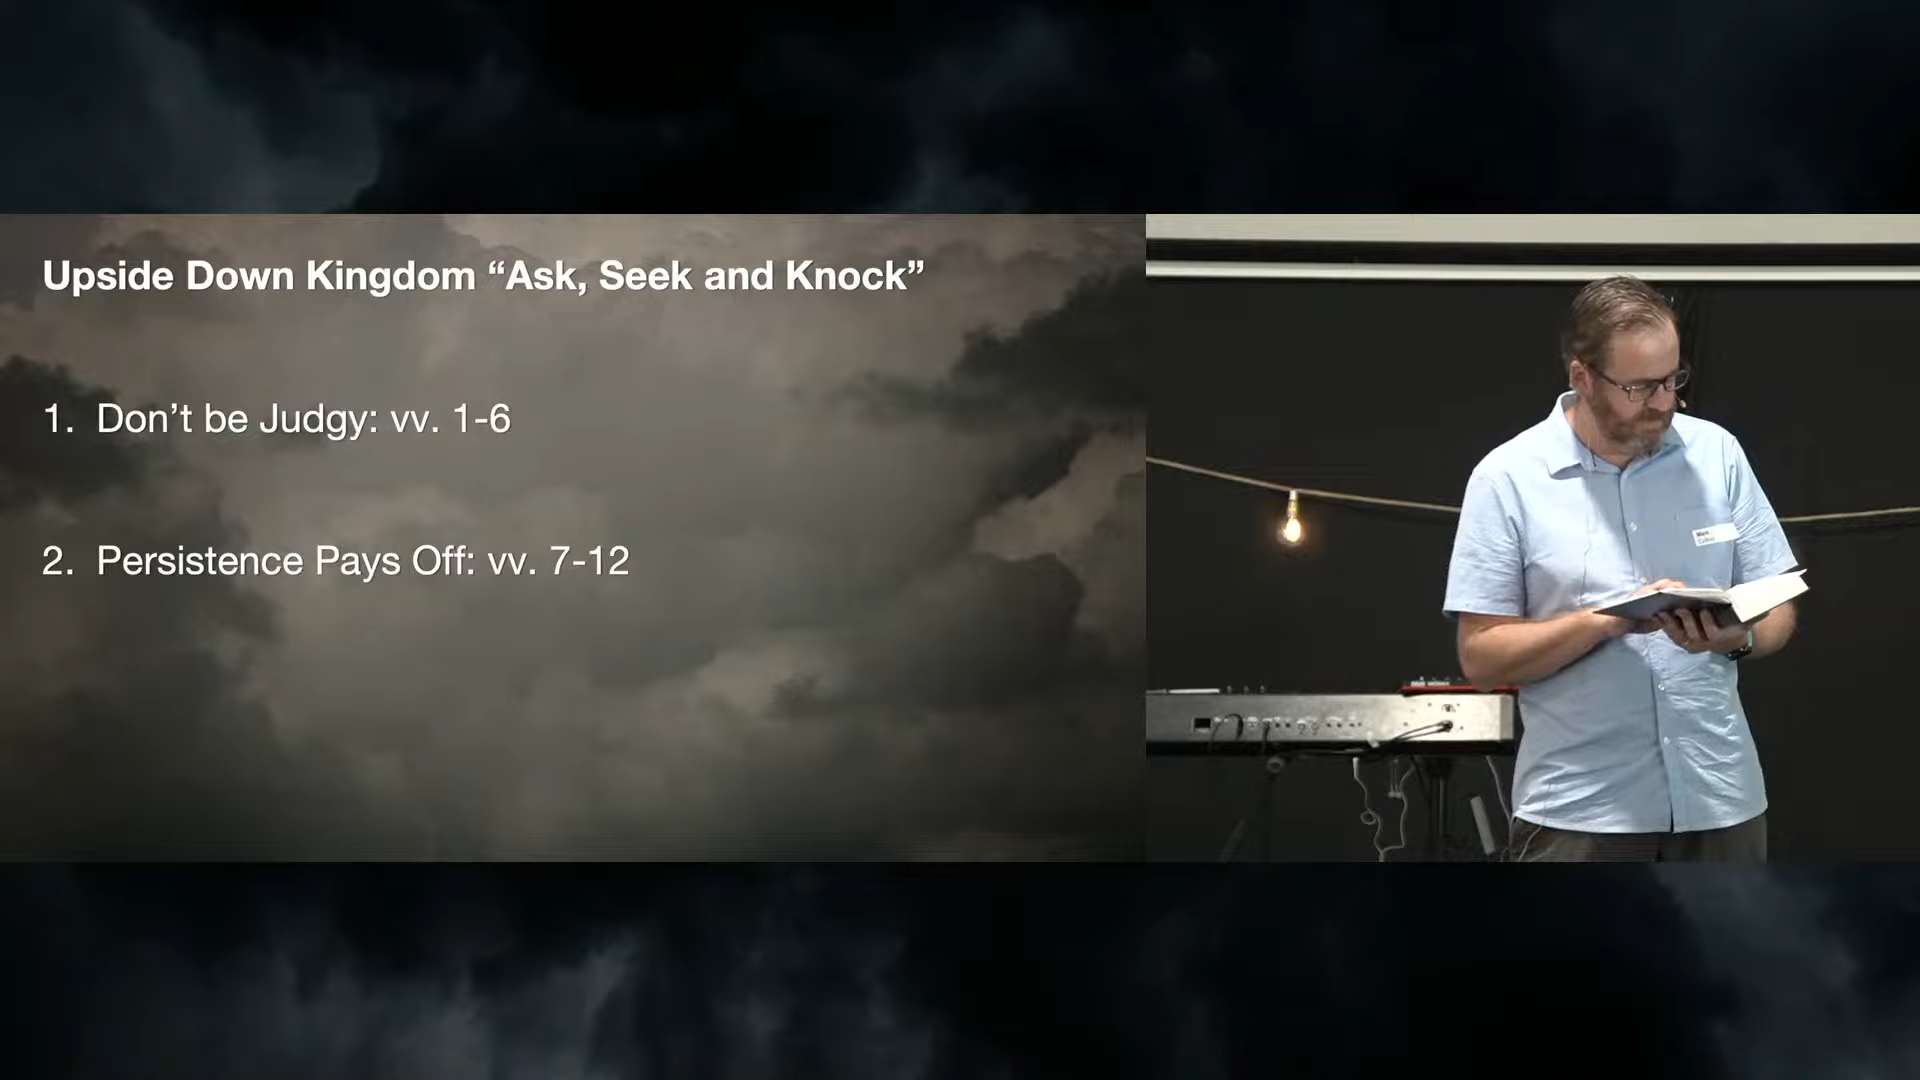 Upside Down Kingdom “Ask, Seek and Knock”
1. Don’t be Judgy: vv. 1-6
2. Persistence Pays Off: vv. 7-12
Mark